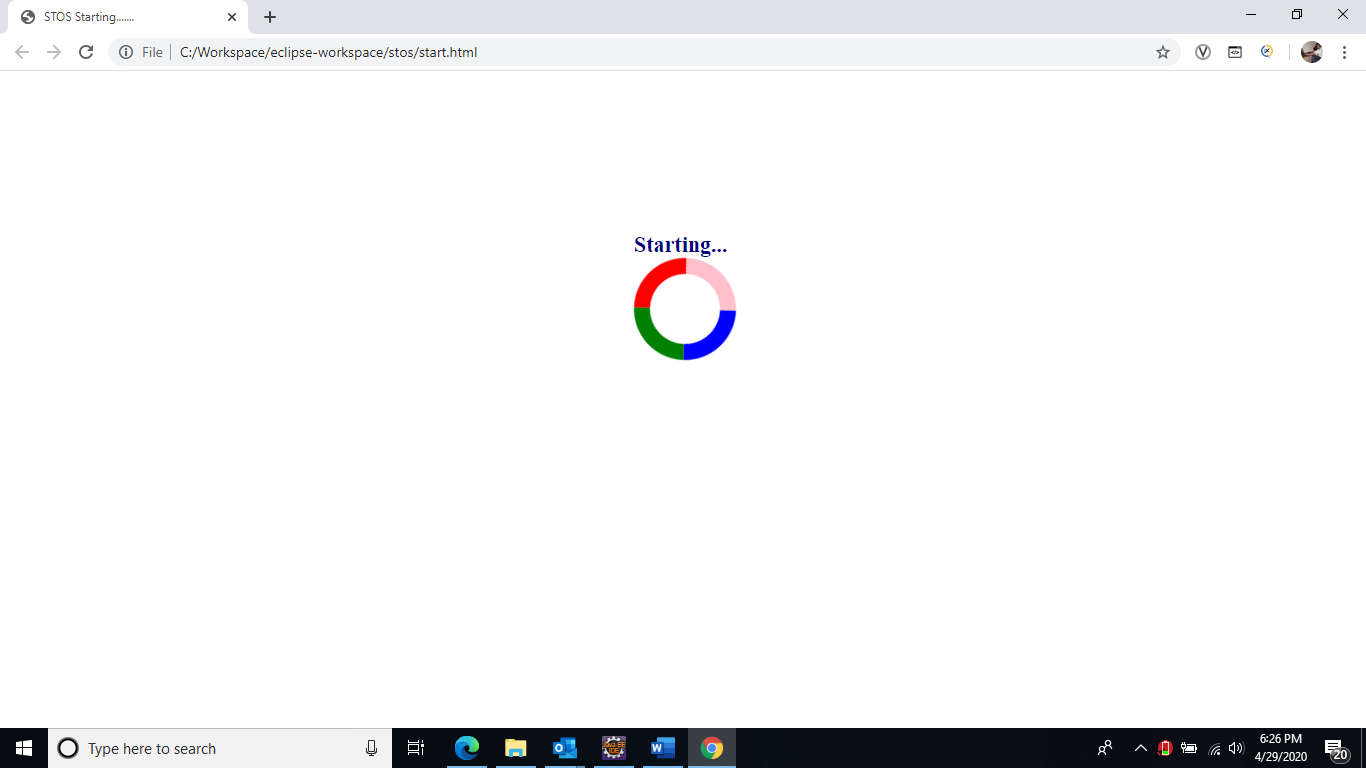 STOS Starting.......
File
C:/Workspace/eclipse-workspace/stos/start.html
Starting...
Type here to search
6:26 PM
4/29/2020
20